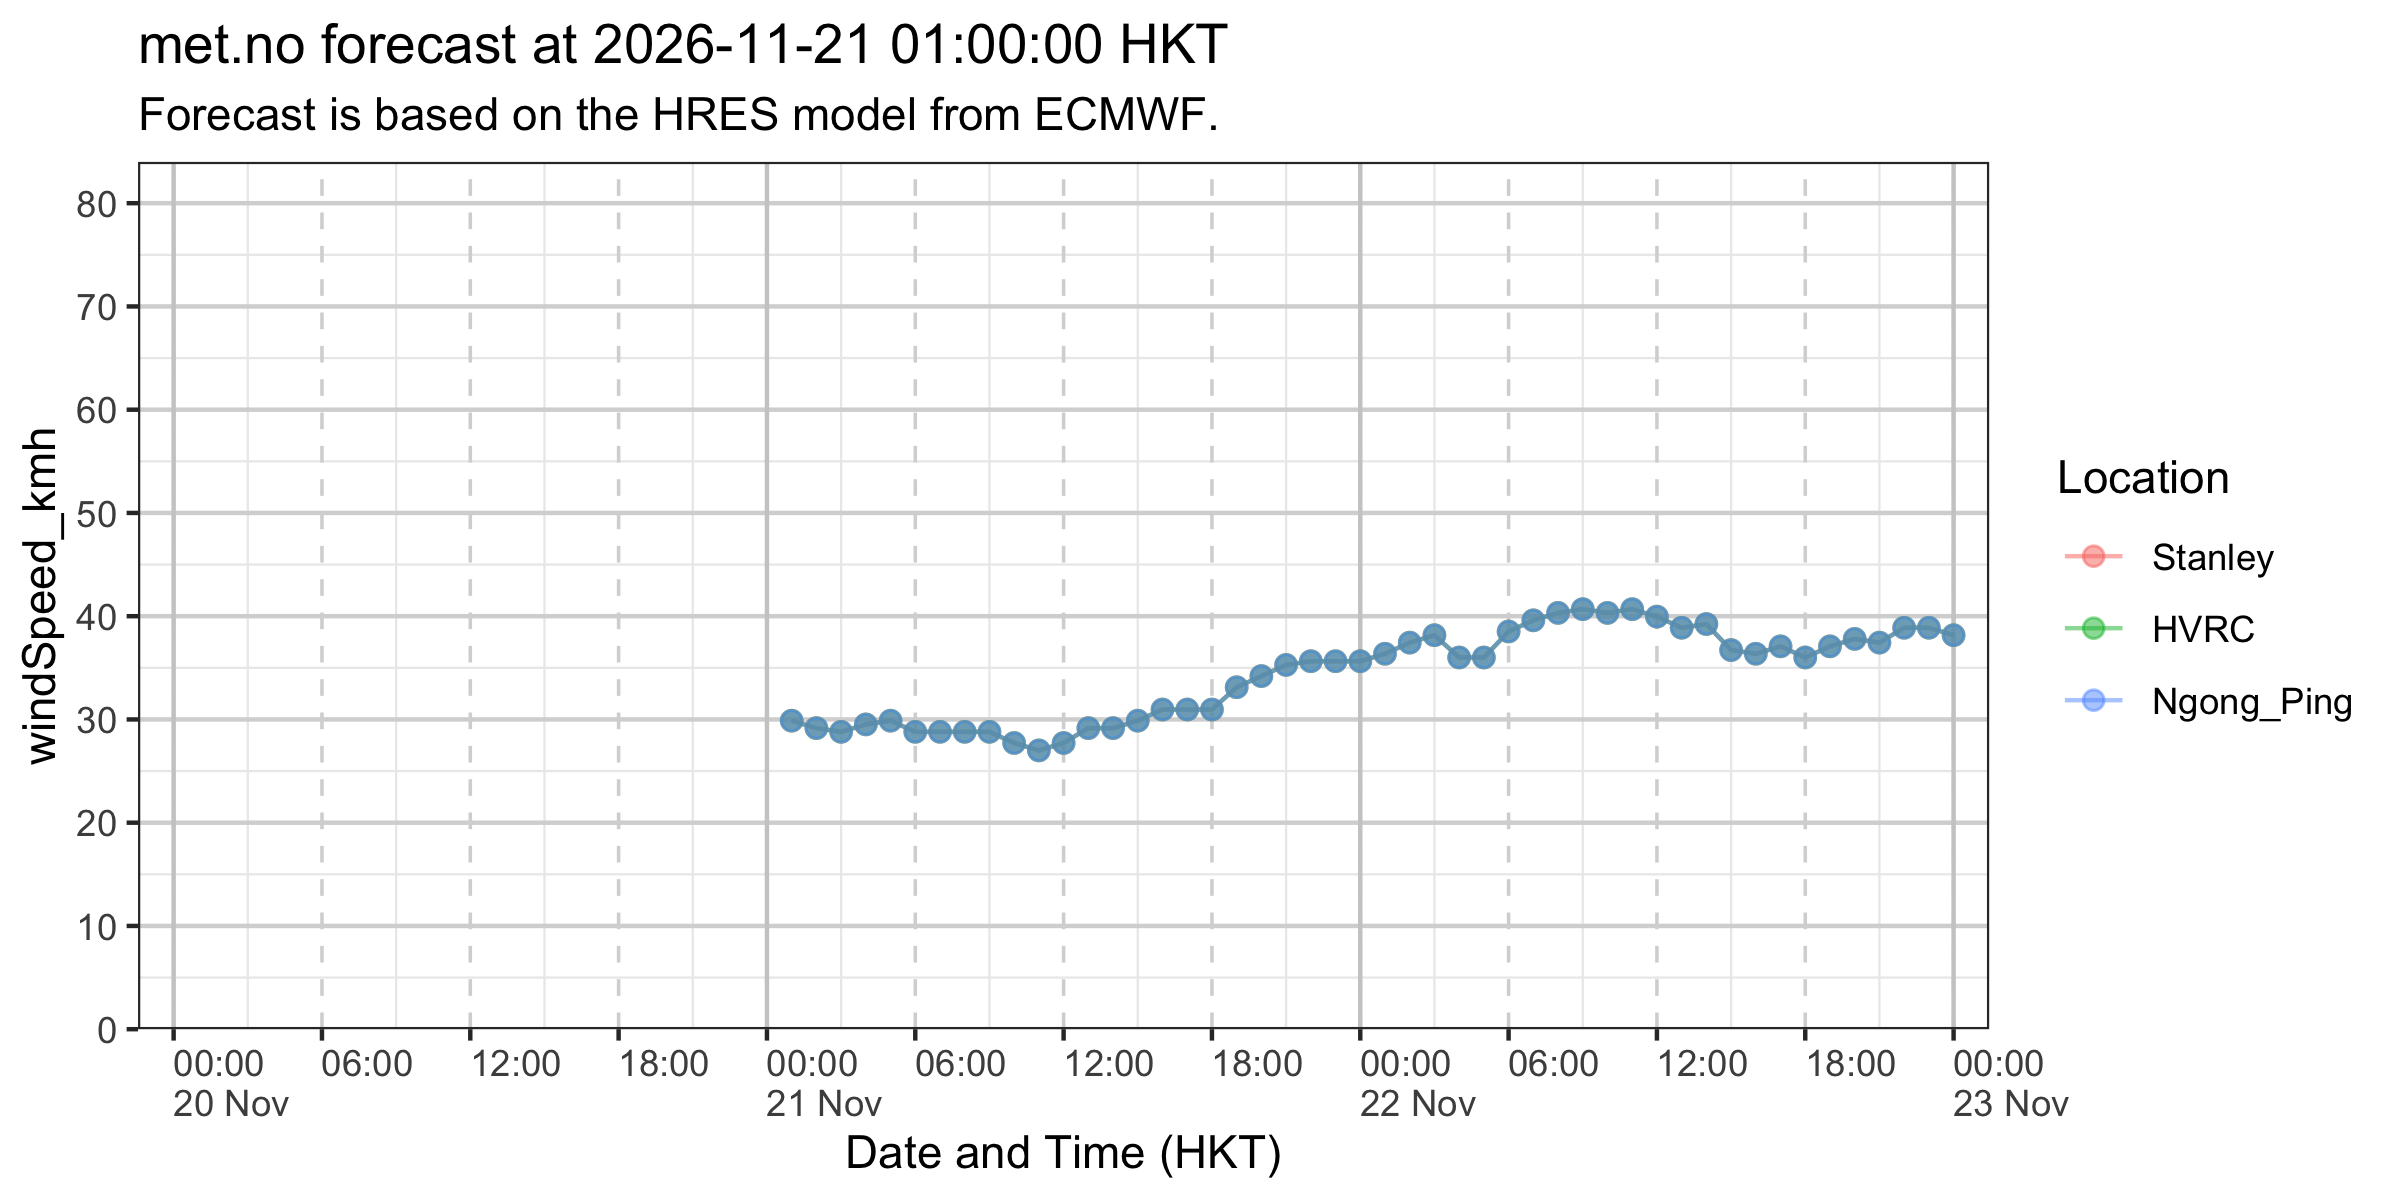 met.no forecast at 2026-11-21 01:00:00 HKT
Forecast is based on the HRES model from ECMWF.
windSpeed_kmh
80
70
60
50
40
30
20
10
0
00:00 06:00 12:00 18:00 00:00 06:00 12:00 18:00 00:00 06:00 12:00 18:00 00:00
20 Nov 21 Nov 22 Nov 23 Nov
Date and Time (HKT)
Location
Stanley
HVRC
Ngong_Ping